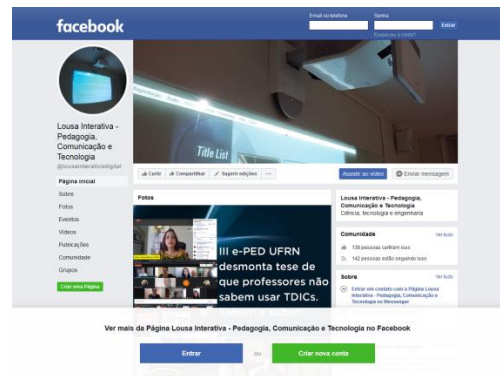 facebook
Email ou telefone
Senha
Entrar
Esqueceu a conta?
Lousa Interativa -
Pedagogia,
Comunicação e
Tecnologia
@lousainterativadigital
Página inicial
Sobre
Fotos
Eventos
Vídeos
Publicações
Comunidade
Grupos
Criar uma Página
Title List
Curtir
Compartilhar
Sugerir edições
...
Assistir ao vídeo
Enviar mensagem
Fotos
III e-PED UFRN
desmonta tese de
que professores não
sabem usar TDICs.
Lousa Interativa - Pedagogia,
Comunicação e Tecnologia
Ciência, tecnologia e engenharia
Comunidade
Ver tudo
138 pessoas curtiram isso
142 pessoas estão seguindo isso
Sobre
Ver tudo
Entrar em contato com a Página Lousa
Interativa - Pedagogia, Comunicação e
Tecnologia no Messenger
Ver mais da Página Lousa Interativa - Pedagogia, Comunicação e Tecnologia no Facebook
Entrar
ou
Criar nova conta